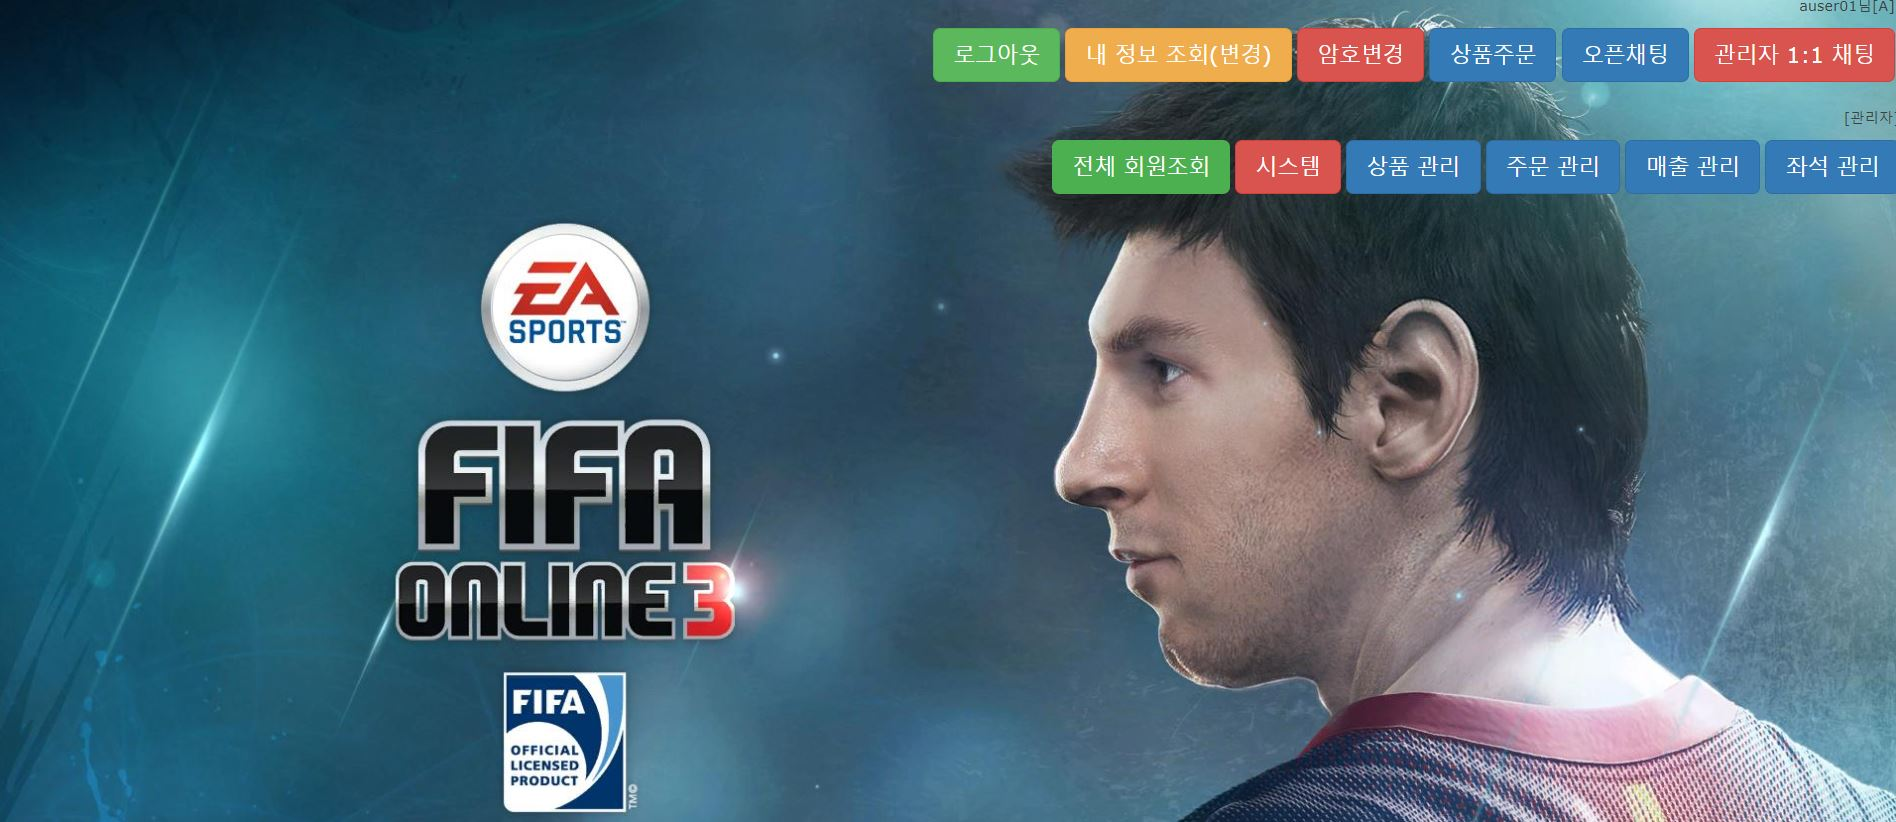 auser01님[A]
로그아웃 내 정보 조회(변경) 암호변경 상품주문 오픈채팅 관리자 1:1 채팅
[관리자]
전체 회원조회 시스템 상품 관리 주문 관리 매출 관리 좌석 관리
EA
SPORTS™
FIFA
ONLINE3
FIFA
OFFICIAL
LICENSED
PRODUCT
TM©